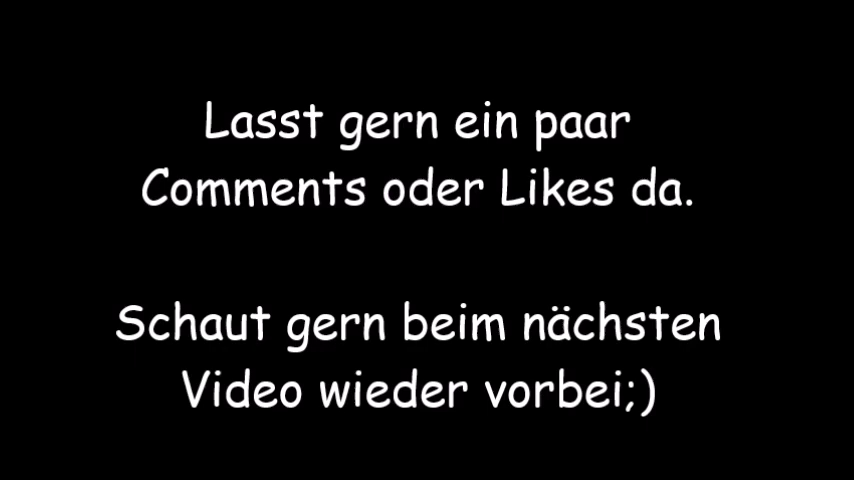 Lasst gern ein paar
Comments oder Likes da.
Schaut gern beim nächsten
Video wieder vorbei;)